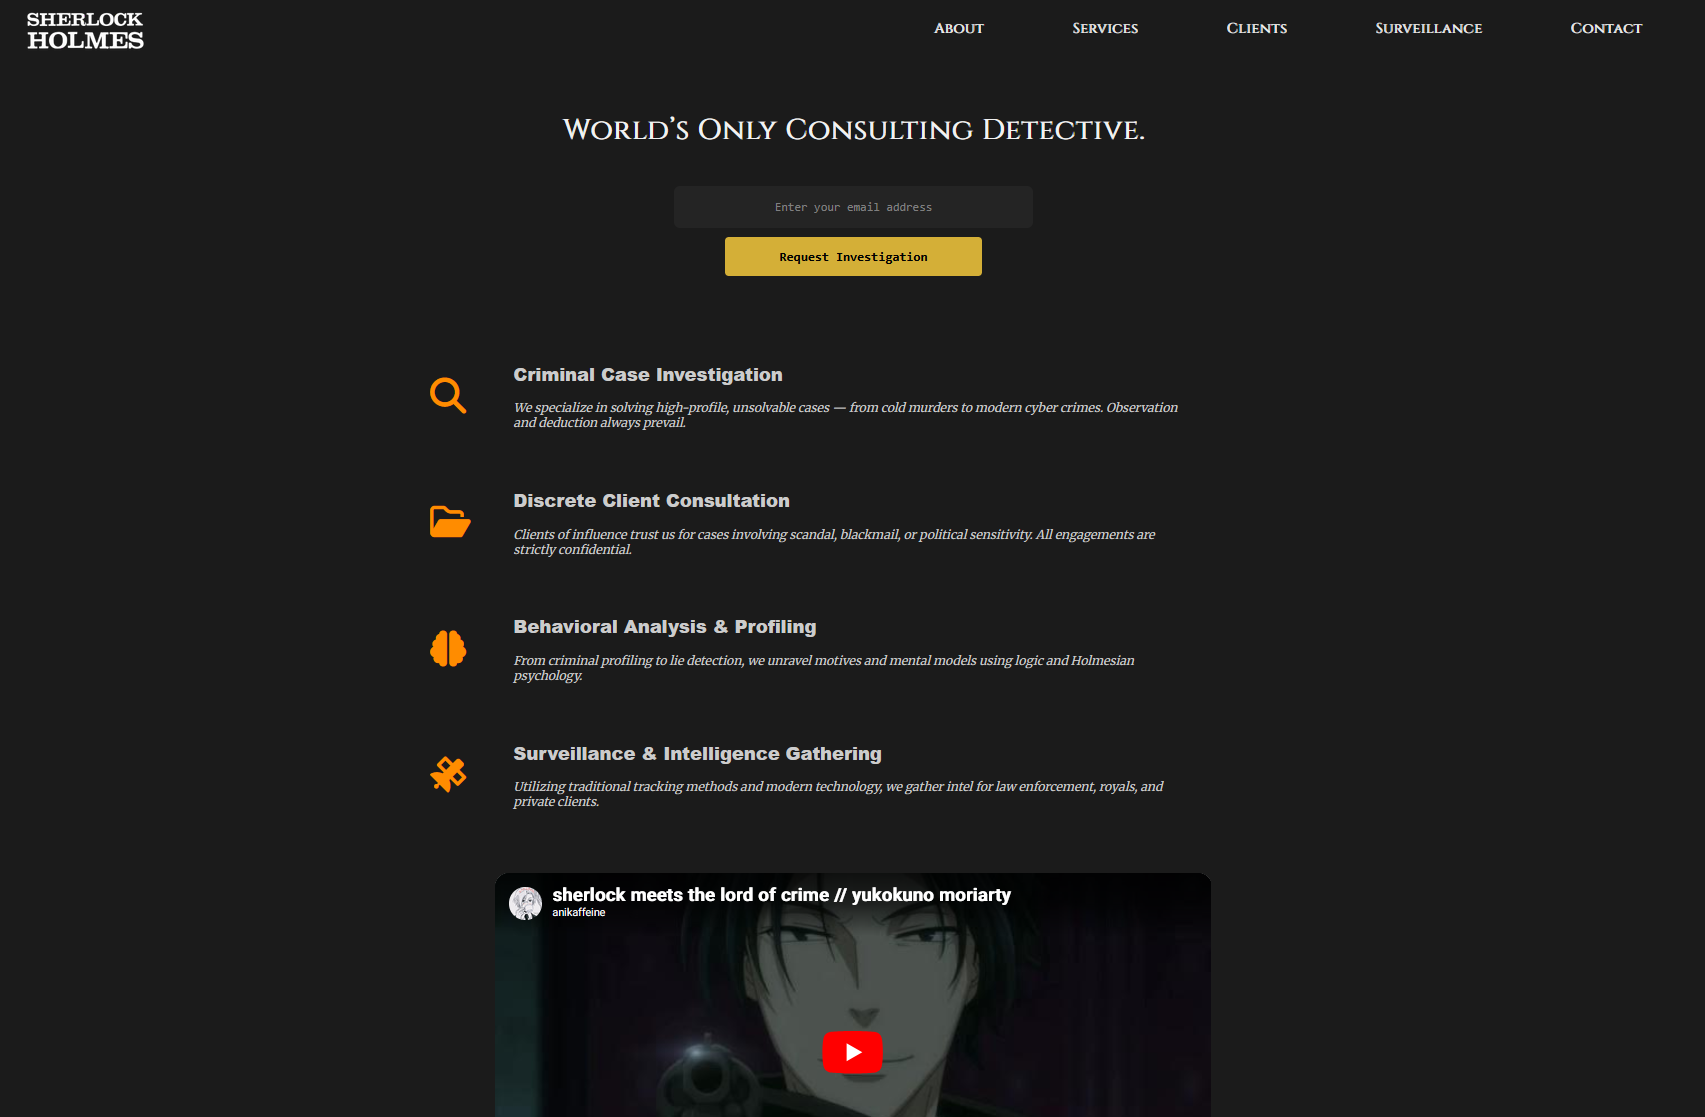 SHERLOCK
HOLMES
About Services Clients Surveillance Contact
World’s Only Consulting Detective.
Enter your email address
Request Investigation
Criminal Case Investigation
We specialize in solving high-profile, unsolvable cases — from cold murders to modern cyber crimes. Observation
and deduction always prevail.
Discrete Client Consultation
Clients of influence trust us for cases involving scandal, blackmail, or political sensitivity. All engagements are
strictly confidential.
Behavioral Analysis & Profiling
From criminal profiling to lie detection, we unravel motives and mental models using logic and Holmesian
psychology.
Surveillance & Intelligence Gathering
Utilizing traditional tracking methods and modern technology, we gather intel for law enforcement, royals, and
private clients.
sherlock meets the lord of crime // yukokuno moriarty
anikaffeine